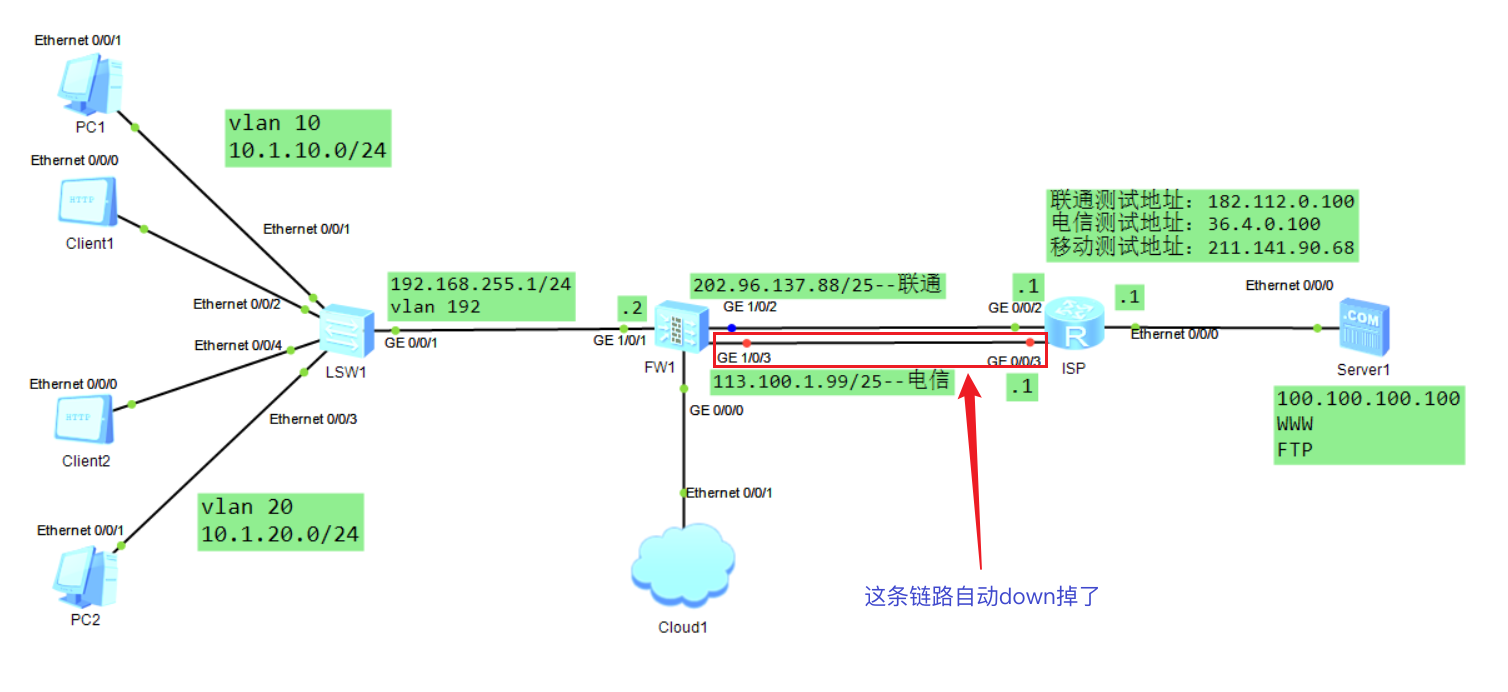 Ethernet 0/0/1
PC1
vlan 10
10.1.10.0/24
Ethernet 0/0/0
HTTP
Client1
Ethernet 0/0/1
Ethernet 0/0/2
Ethernet 0/0/4
Ethernet 0/0/3
LSW1
192.168.255.1/24
vlan 192
GE 0/0/1
.2
GE 1/0/1
FW1
202.96.137.88/25--联通
GE 1/0/2
GE 1/0/3
113.100.1.99/25--电信
GE 0/0/0
.1
GE 0/0/2
GE 0/0/3
.1
R
ISP
联通测试地址: 182.112.0.100
电信测试地址: 36.4.0.100
移动测试地址: 211.141.90.68
.1
Ethernet 0/0/0
Ethernet 0/0/0
.COM
Server1
100.100.100.100
WWW
FTP
Ethernet 0/0/0
HTTP
Client2
vlan 20
10.1.20.0/24
Ethernet 0/0/1
PC2
Ethernet 0/0/1
Cloud1
这条链路自动down掉了